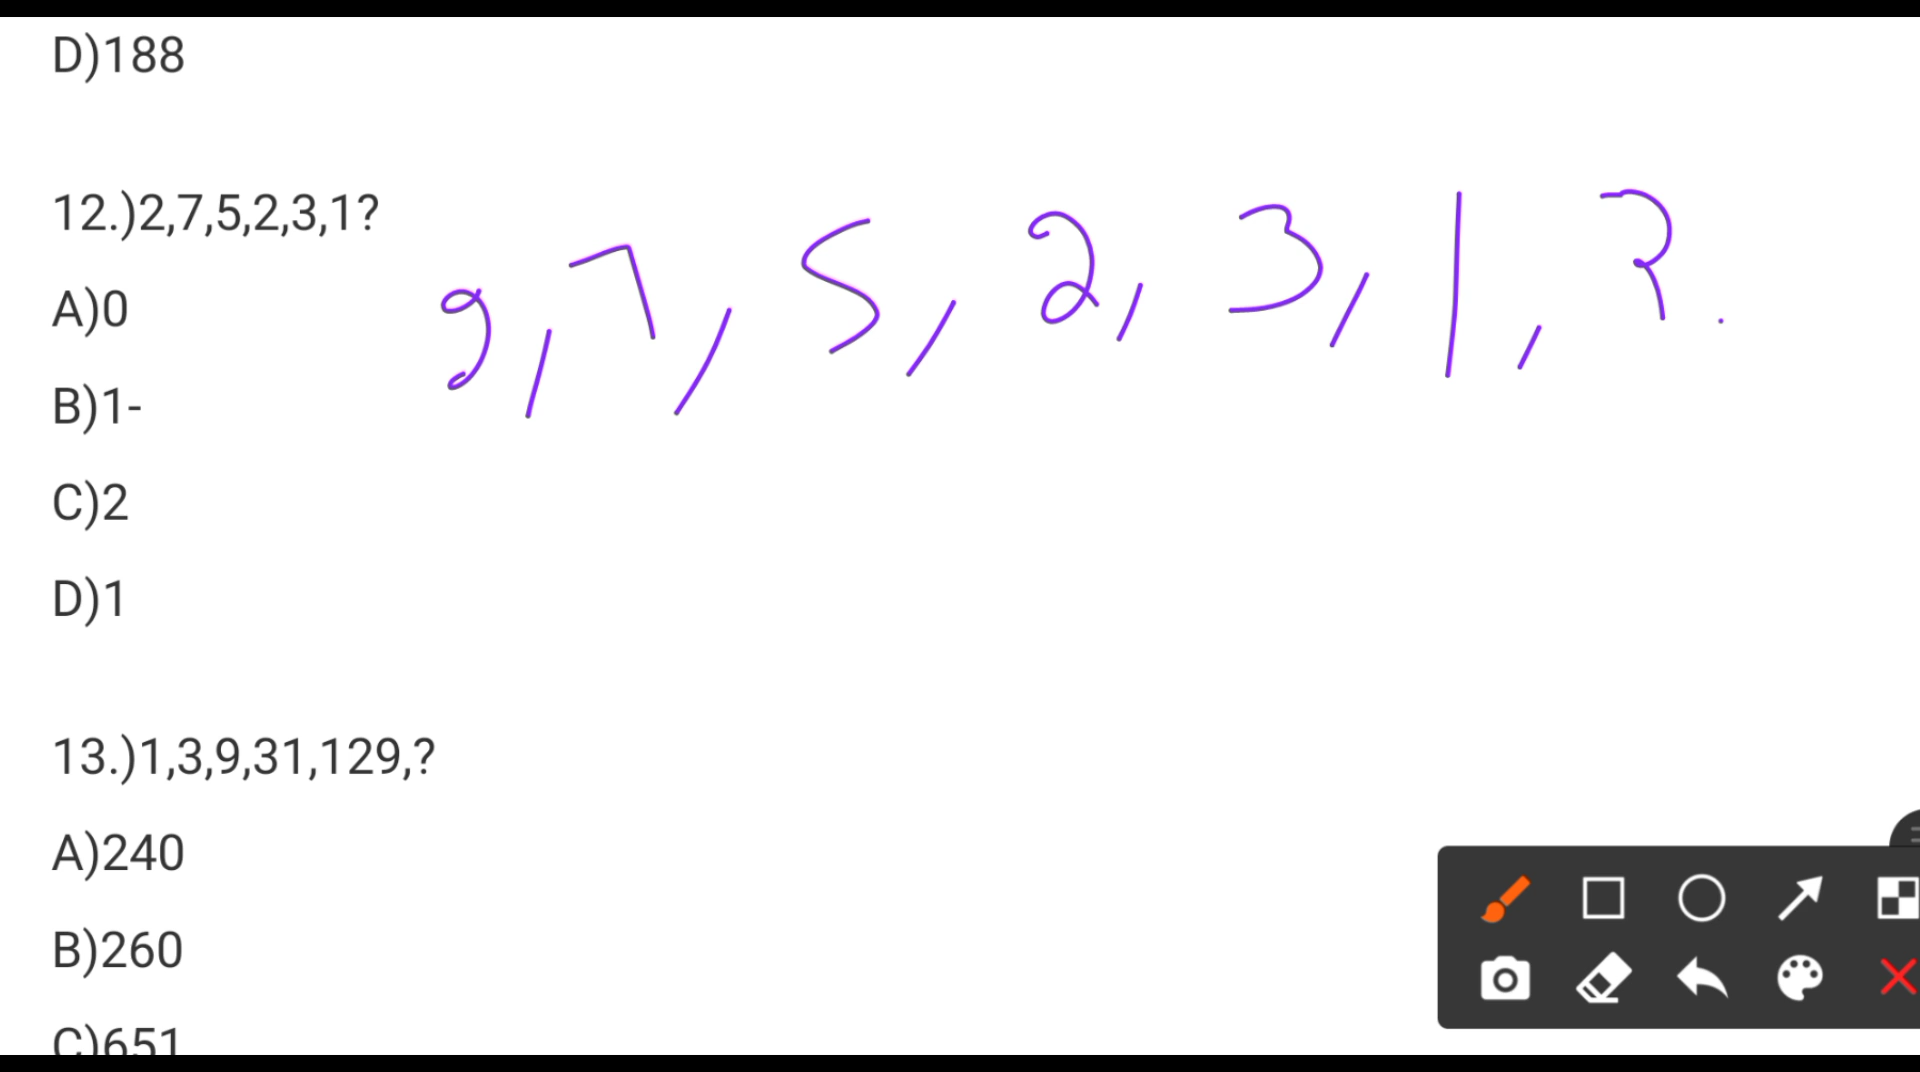 D)188
12.)2,7,5,2,3,1?
2,7,5,2,3,1,?
A)0
B)1-
C)2
D)1
13.)1,3,9,31,129,?
A)240
B)260
C)651